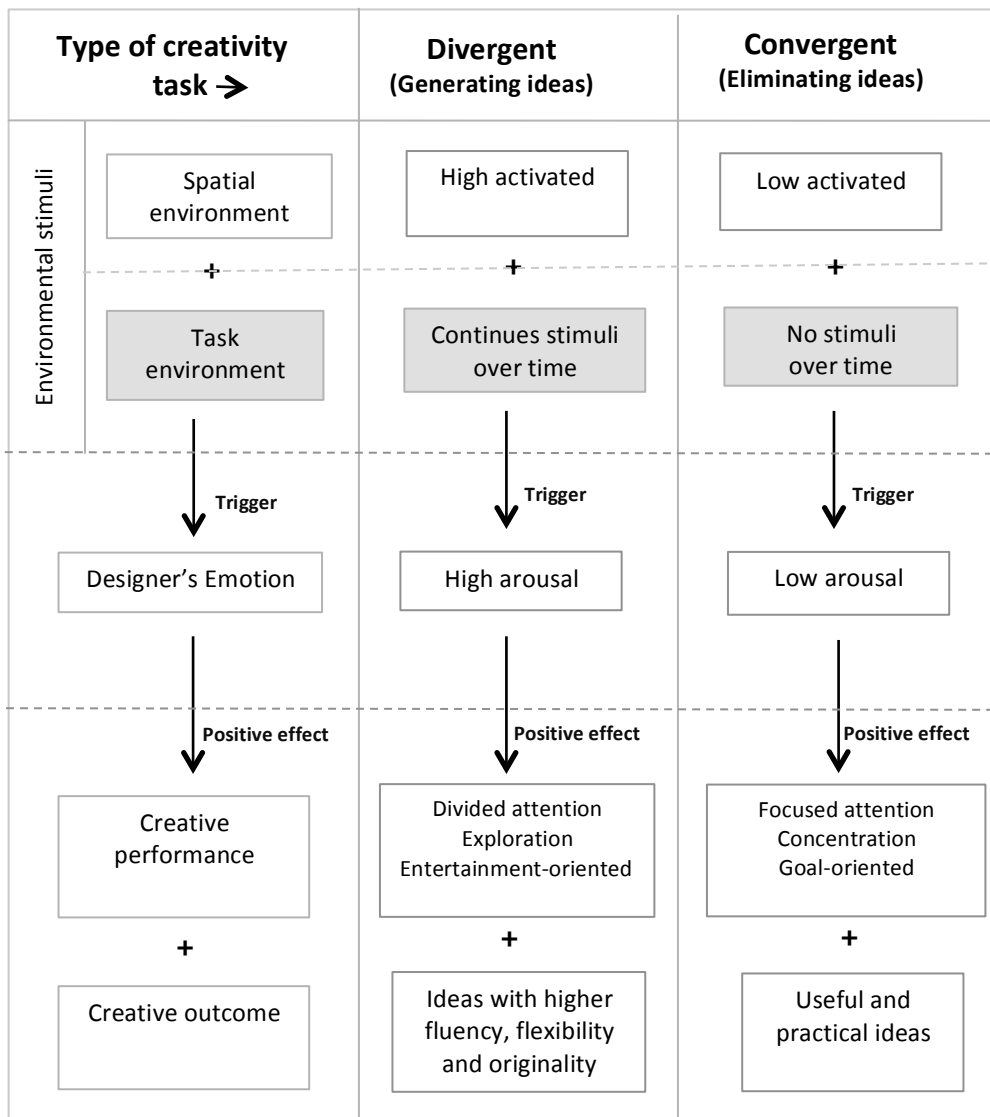 Type of creativity
task →
Divergent
(Generating ideas)
Convergent
(Eliminating ideas)
Environmental stimuli
Spatial
environment
High activated
Low activated
+
+
+
Task
environment
Continues stimuli
over time
No stimuli
over time
Trigger
Trigger
Trigger
Designer’s Emotion
High arousal
Low arousal
Positive effect
Positive effect
Positive effect
Creative
performance
Divided attention
Exploration
Entertainment-oriented
Focused attention
Concentration
Goal-oriented
+
+
+
Creative outcome
Ideas with higher
fluency, flexibility
and originality
Useful and
practical ideas